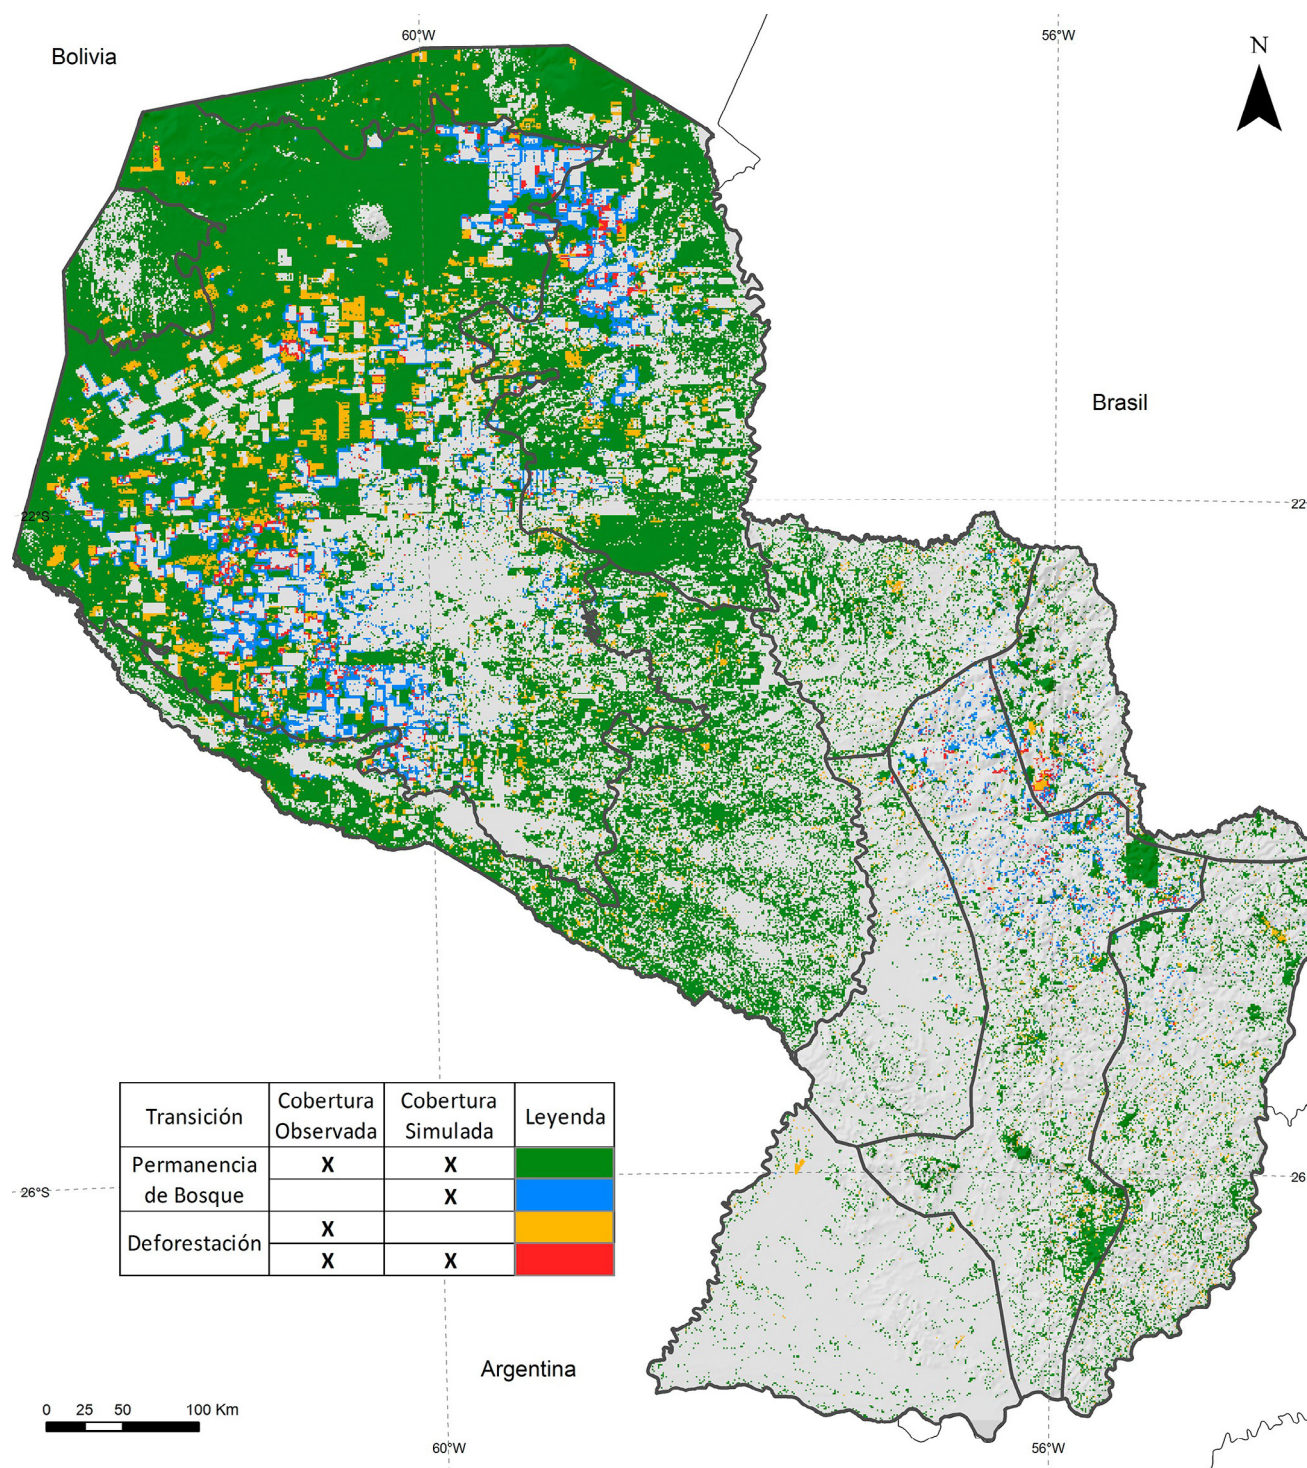 60°W
56°W
Bolivia
N
Brasil
22°S
22
Transición
Cobertura Observada
Cobertura Simulada
Leyenda
Permanencia de Bosque
X
X
X
Deforestación
X
X
X
26°S
26
Argentina
0 25 50 100 Km
60°W
56°W